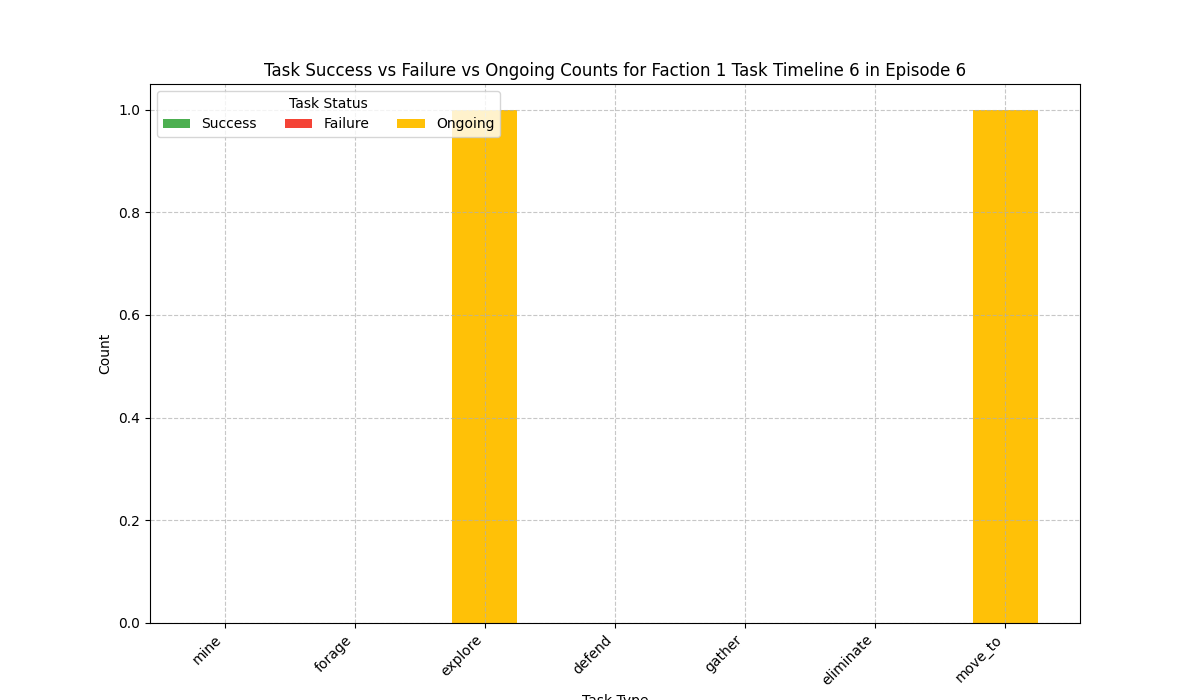 Task Success vs Failure vs Ongoing Counts for Faction 1 Task Timeline 6 in Episode 6
Task Status
Success Failure Ongoing
1.0
0.8
0.6
0.4
0.2
0.0
Count
mine forage explore defend gather eliminate move_to
Task Type